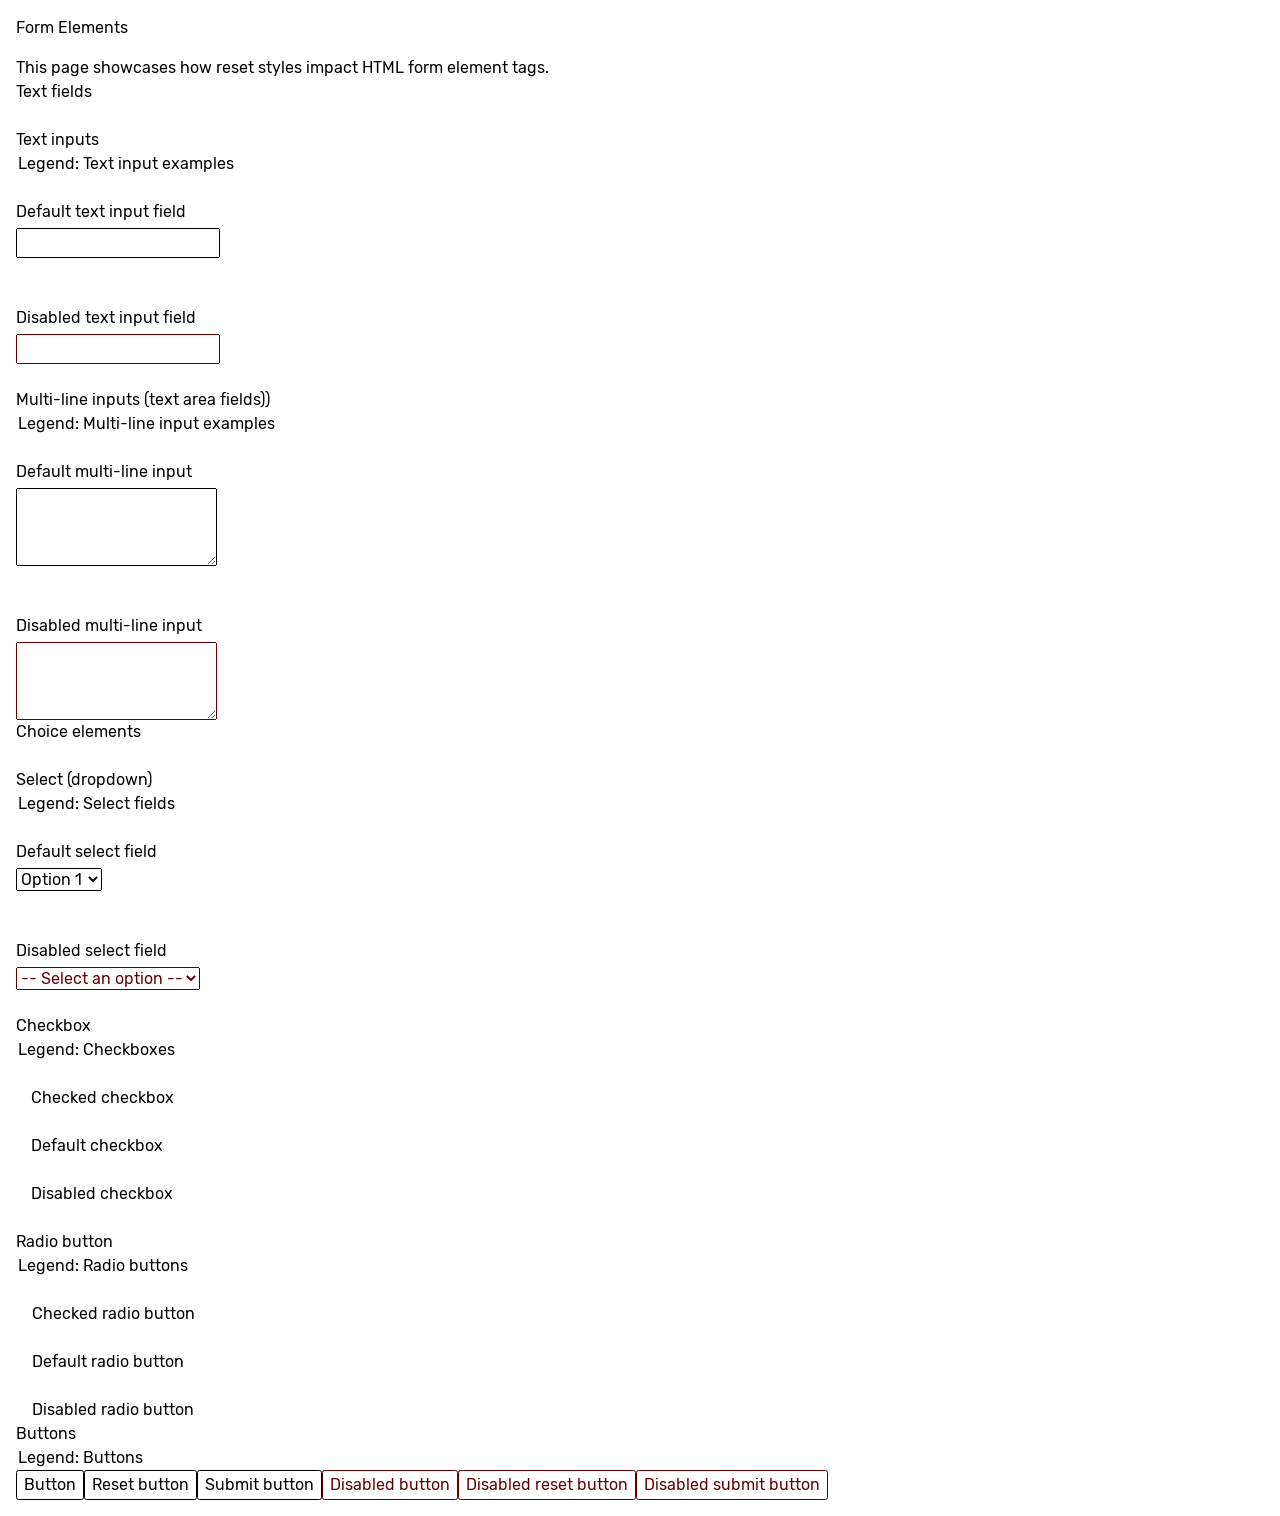 Form Elements
This page showcases how reset styles impact HTML form element tags.
Text fields
Text inputs
Legend: Text input examples
Default text input field
Disabled text input field
Multi-line inputs (text area fields))
Legend: Multi-line input examples
Default multi-line input
Disabled multi-line input
Choice elements
Select (dropdown)
Legend: Select fields
Default select field
Option 1
Disabled select field
-- Select an option --
Checkbox
Legend: Checkboxes
Checked checkbox
Default checkbox
Disabled checkbox
Radio button
Legend: Radio buttons
Checked radio button
Default radio button
Disabled radio button
Buttons
Legend: Buttons
Button Reset button Submit button Disabled button Disabled reset button Disabled submit button